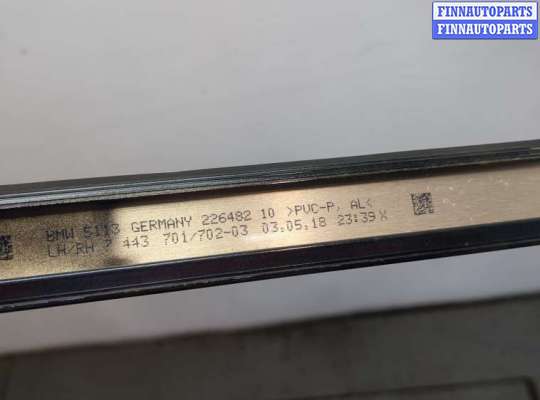 FINNAUTOPARTS
FINNAUTOPARTS
BMW 5113 GERMANY 226482 10 >PVC-P, AL<
LH/RH 7 443 701/702-03 03.05.18 23:39 X